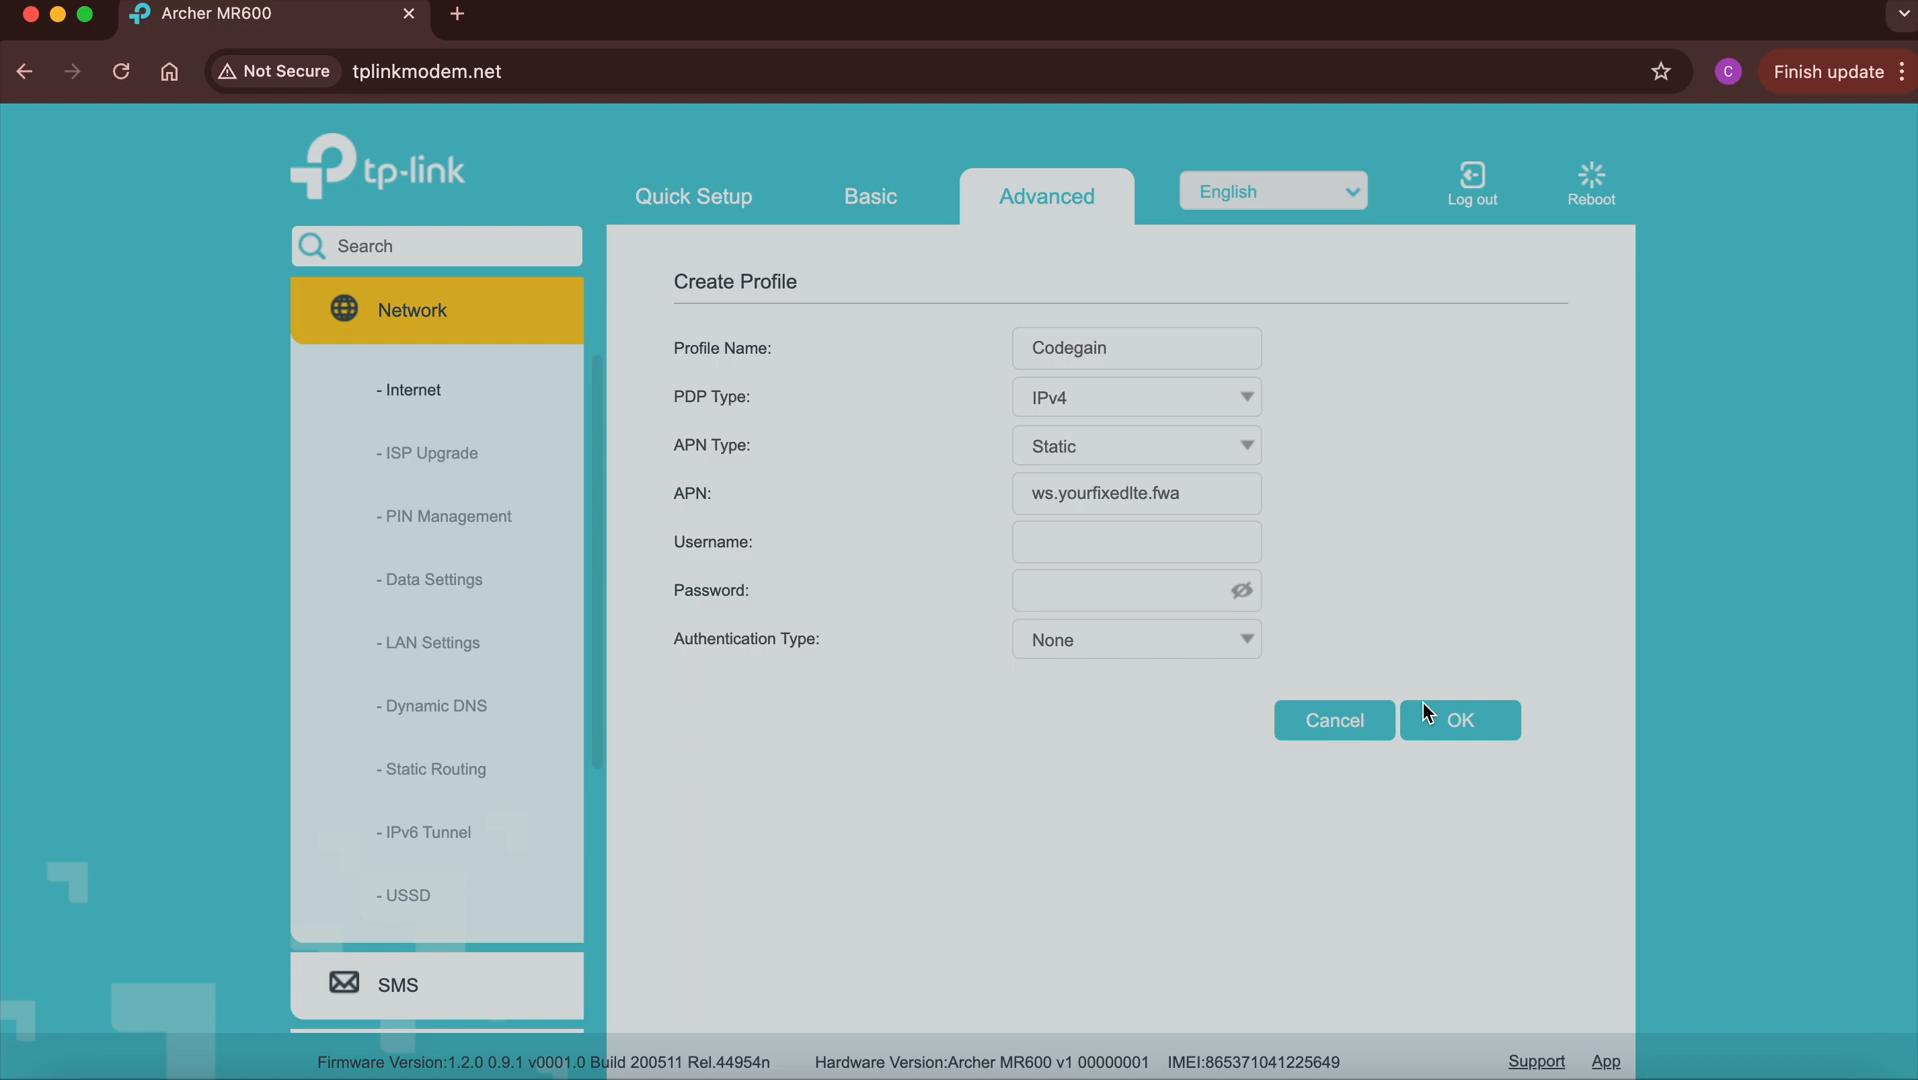 Archer MR600
Not Secure
tplinkmodem.net
C
Finish update
tp-link
Quick Setup
Basic
Advanced
English
Log out
Reboot
Search
Network
- Internet
- ISP Upgrade
- PIN Management
- Data Settings
- LAN Settings
- Dynamic DNS
- Static Routing
- IPv6 Tunnel
- USSD
SMS
Create Profile
Profile Name: Codegain
PDP Type: IPv4
APN Type: Static
APN: ws.yourfixedlte.fwa
Username:
Password:
Authentication Type: None
Cancel
OK
Firmware Version:1.2.0 0.9.1 v0001.0 Build 200511 Rel.44954n
Hardware Version:Archer MR600 v1 00000001
IMEI:865371041225649
Support
App